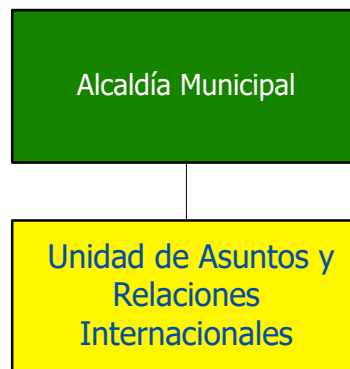 Alcaldía Municipal
Unidad de Asuntos y
Relaciones
Internacionales